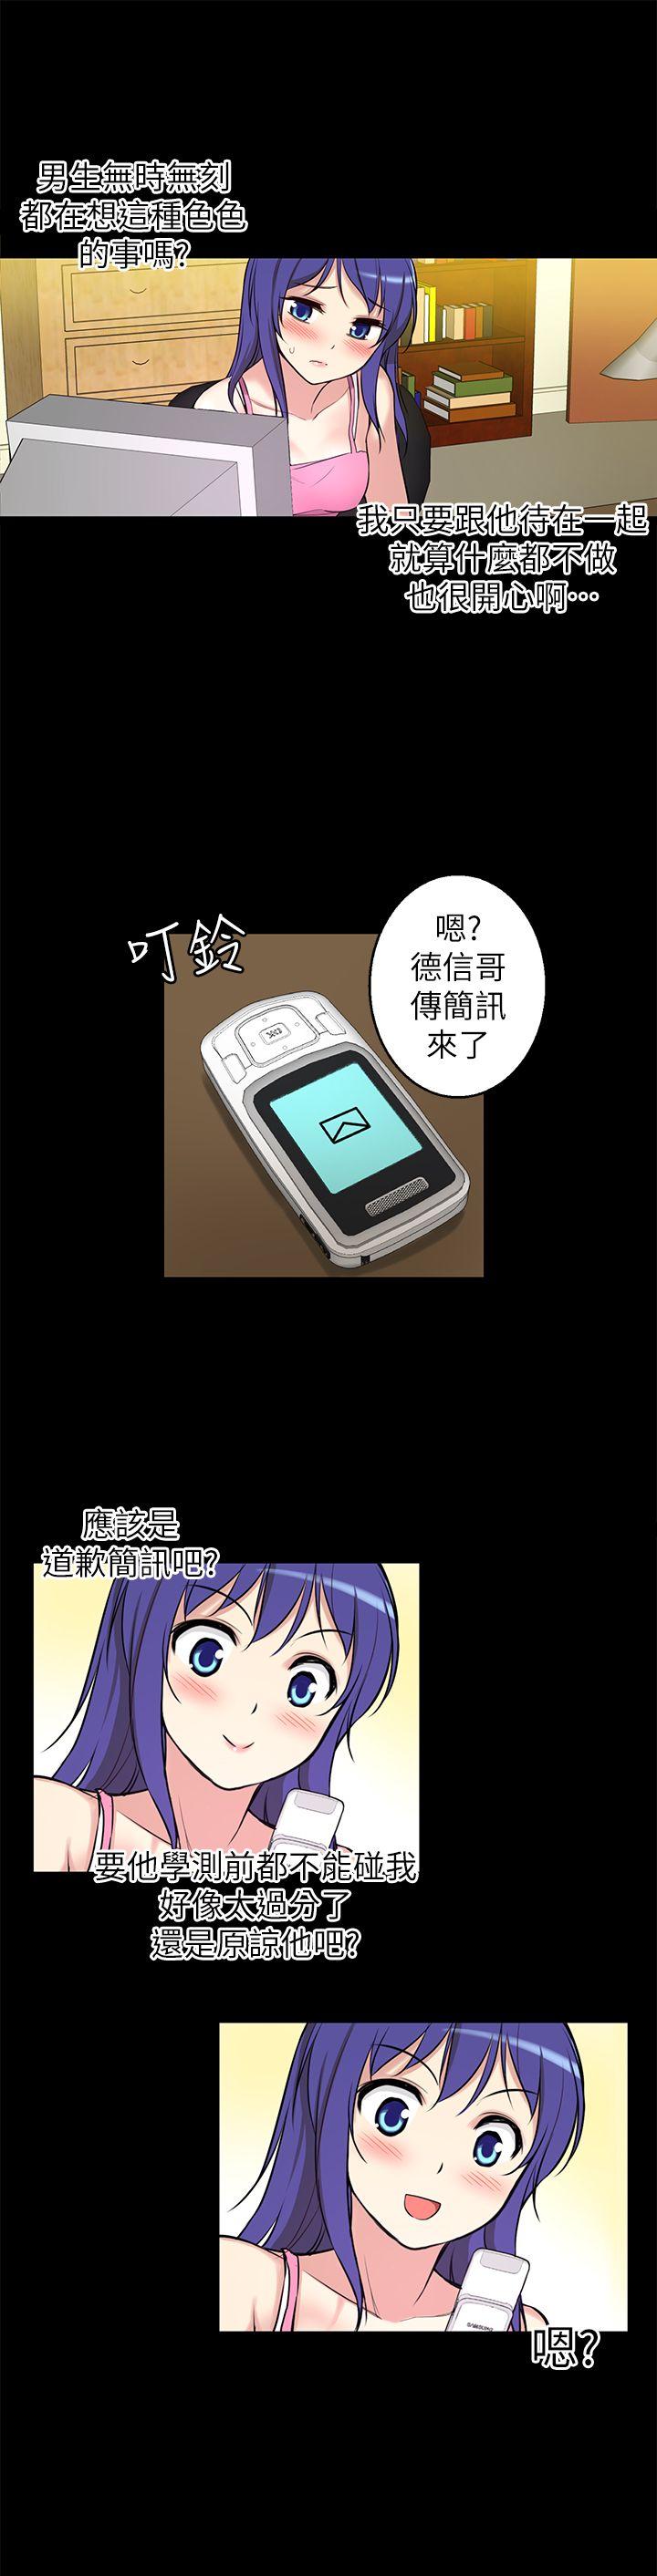 男生無時無刻
都在想這種色色
的事嗎?
我只要跟他待在一起
就算什麼都不做
也很開心啊⋯
叮鈴
嗯?
德信哥
傳簡訊
來了
應該是
道歉簡訊吧?
要他學測前都不能碰我
好像太過分了
還是原諒他吧?
SAMSUNG
嗯?